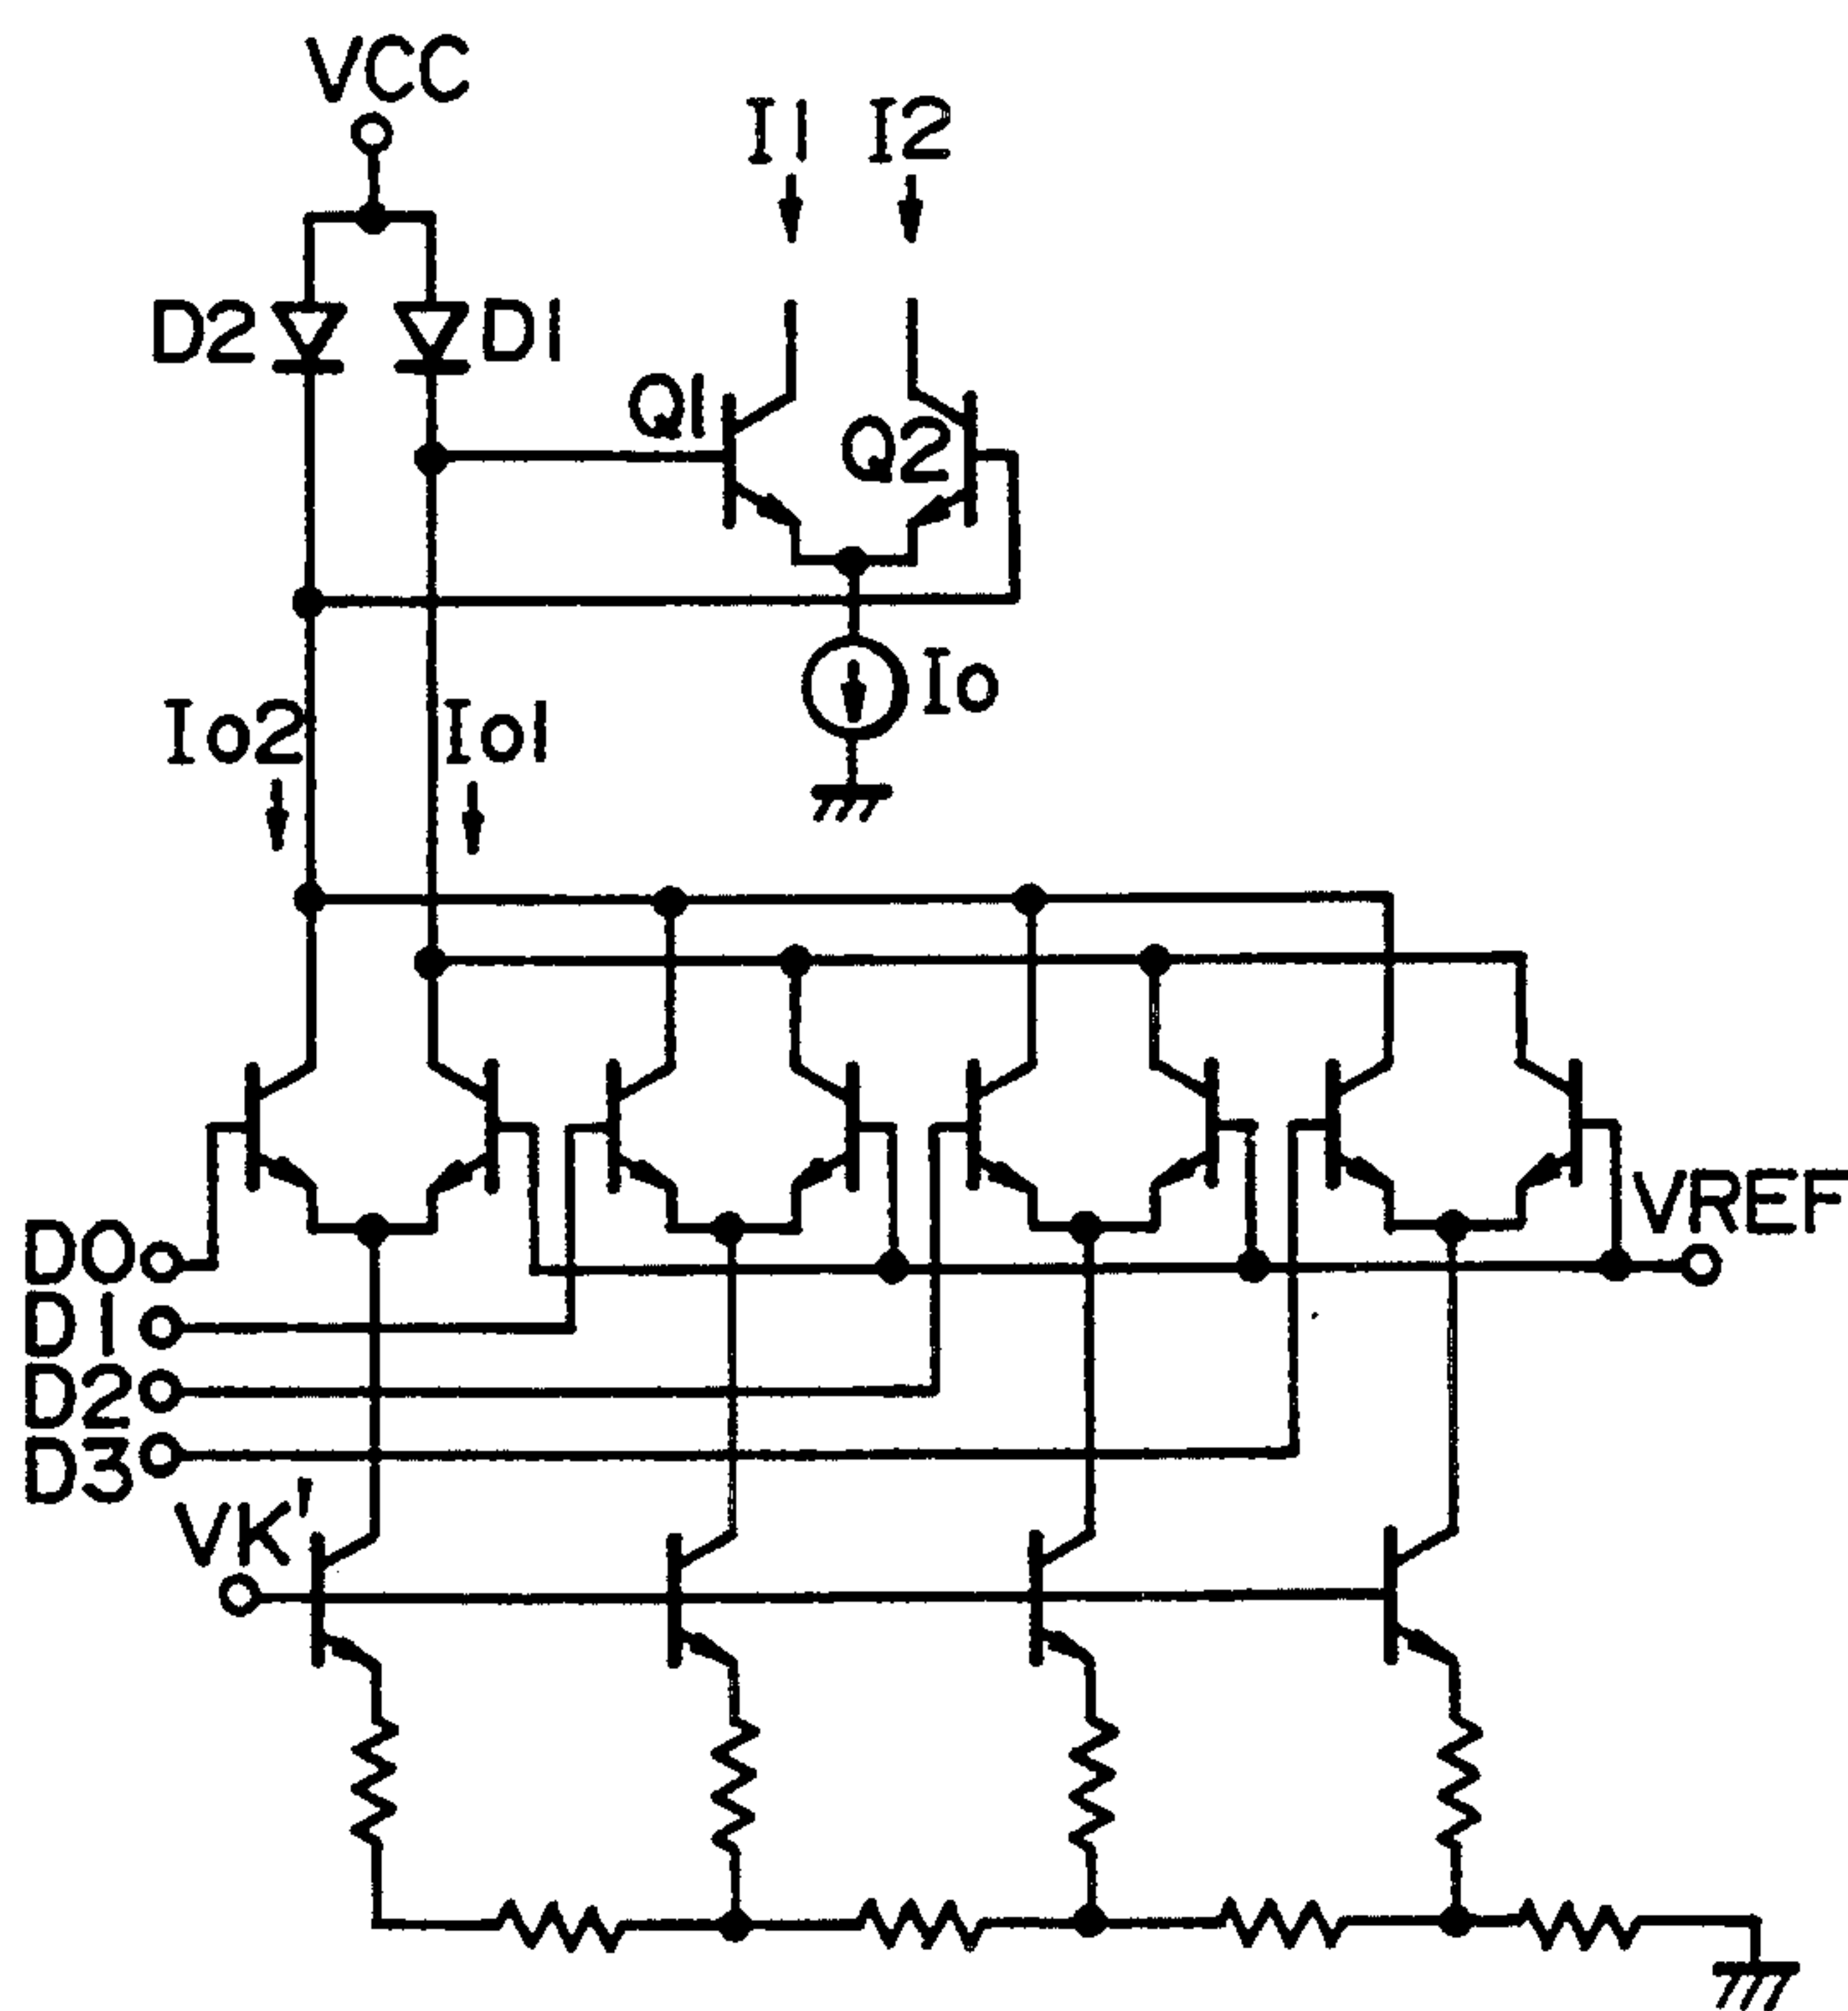 VCC
I1 I2
D2 D1
Q1
Q2
Io
Io2 Io1
VREF
D0
D1
D2
D3
VK'